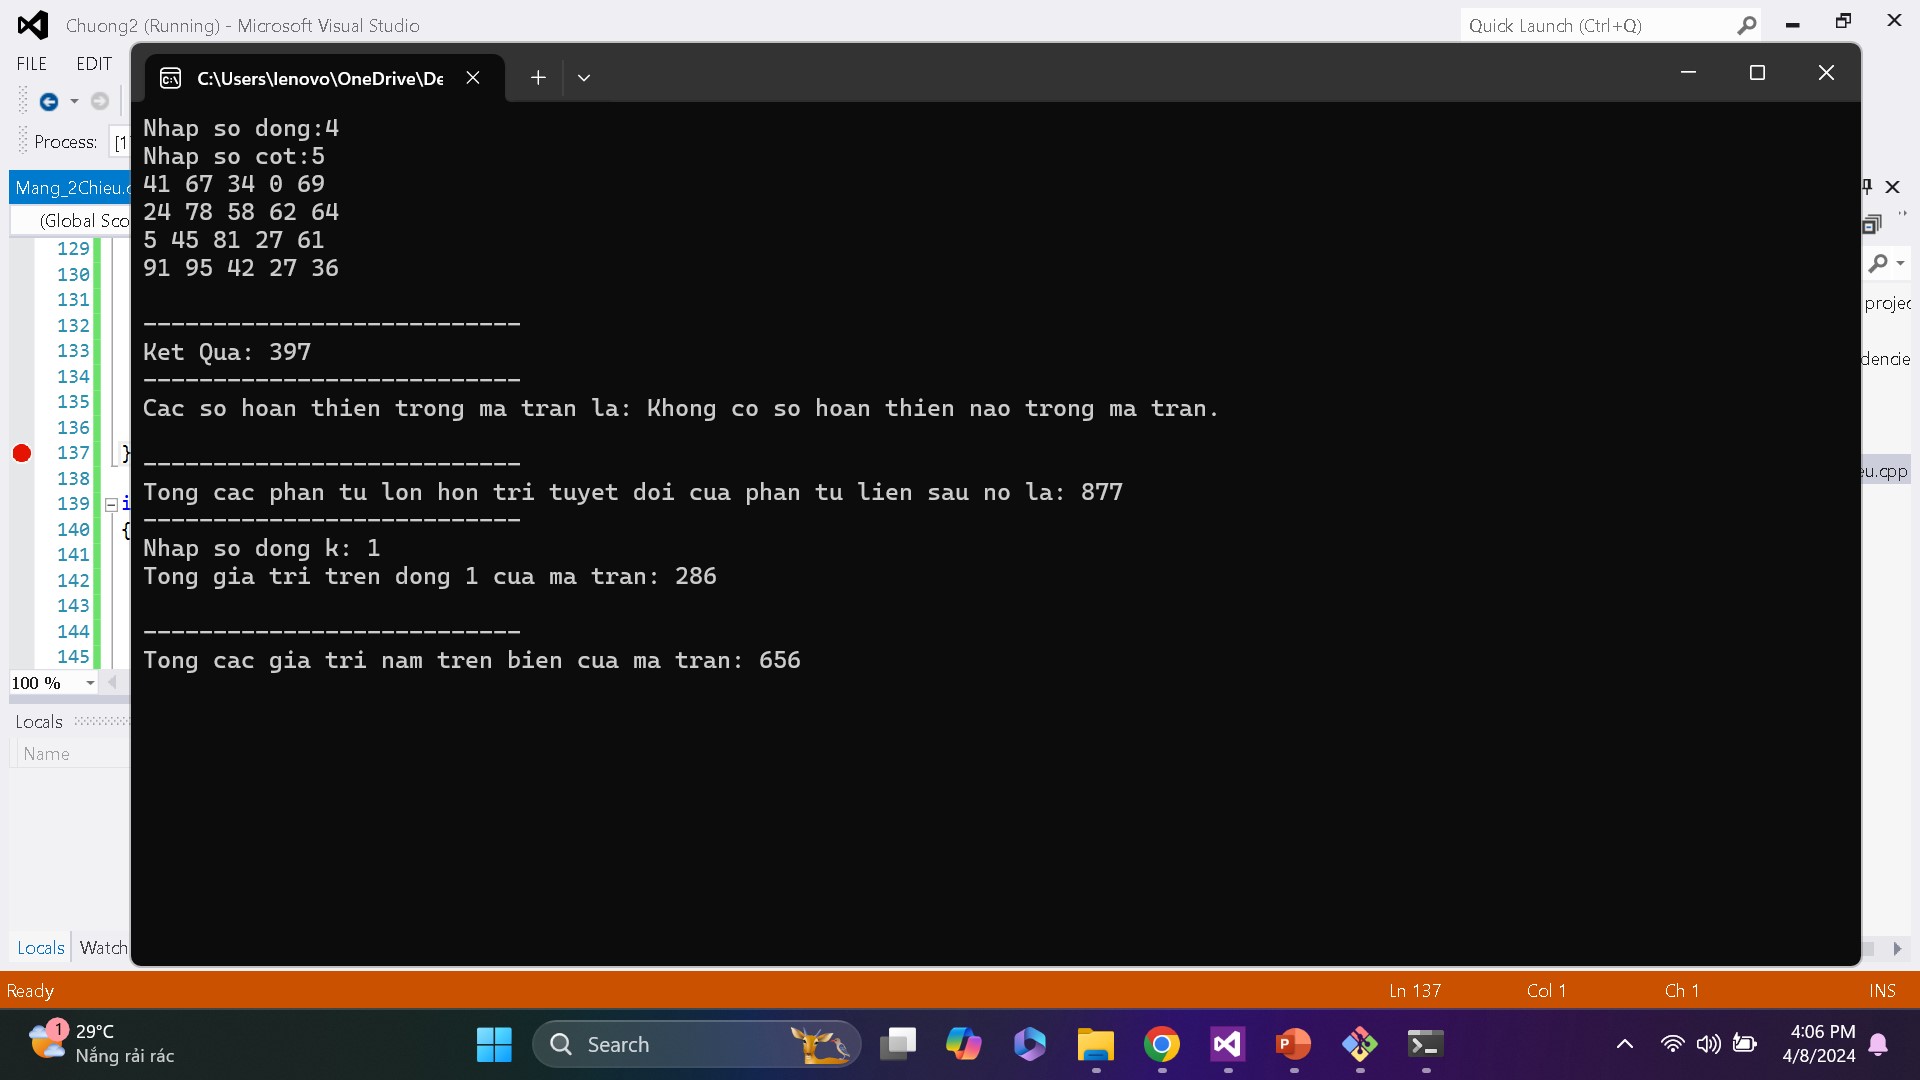 Chuong2 (Running) - Microsoft Visual Studio
Quick Launch (Ctrl+Q)
FILE EDIT
C:\Users\lenovo\OneDrive\De
Process:
Mang_2Chieu.c
(Global Sco
Nhap so dong:4
Nhap so cot:5
41 67 34 0 69
24 78 58 62 64
5 45 81 27 61
91 95 42 27 36
---------------------------
Ket Qua: 397
---------------------------
Cac so hoan thien trong ma tran la: Khong co so hoan thien nao trong ma tran.
---------------------------
Tong cac phan tu lon hon tri tuyet doi cua phan tu lien sau no la: 877
---------------------------
Nhap so dong k: 1
Tong gia tri tren dong 1 cua ma tran: 286
---------------------------
Tong cac gia tri nam tren bien cua ma tran: 656
129
130
131
132
133
134
135
136
137 }
138
139 i
140 {
141
142
143
144
145
projec
dencie
eu.cpp
100 %
Locals
Name
Locals Watch
Ready Ln 137 Col 1 Ch 1 INS
1
29°C
Nắng rải rác
Search
4:06 PM
4/8/2024